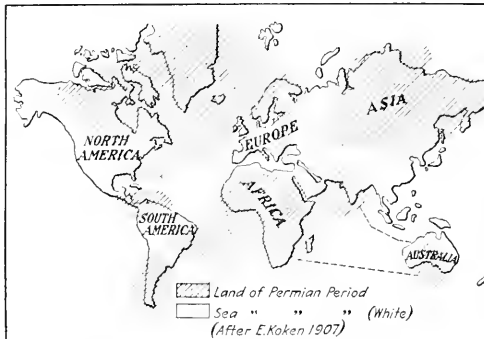 NORTH
AMERICA
EUROPE
ASIA
AFRICA
SOUTH
AMERICA
AUSTRALIA
Land of Permian Period
Sea " " " (White)
(After E. Koken 1907)